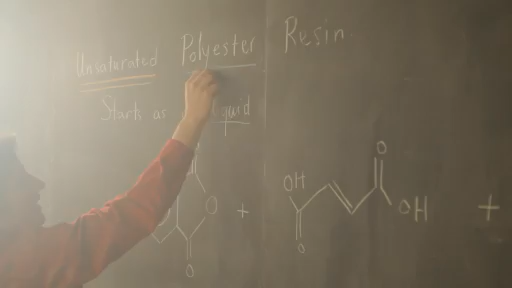 Unsaturated Polyester Resin
Starts as liquid
O
OH
O + OH +
O O